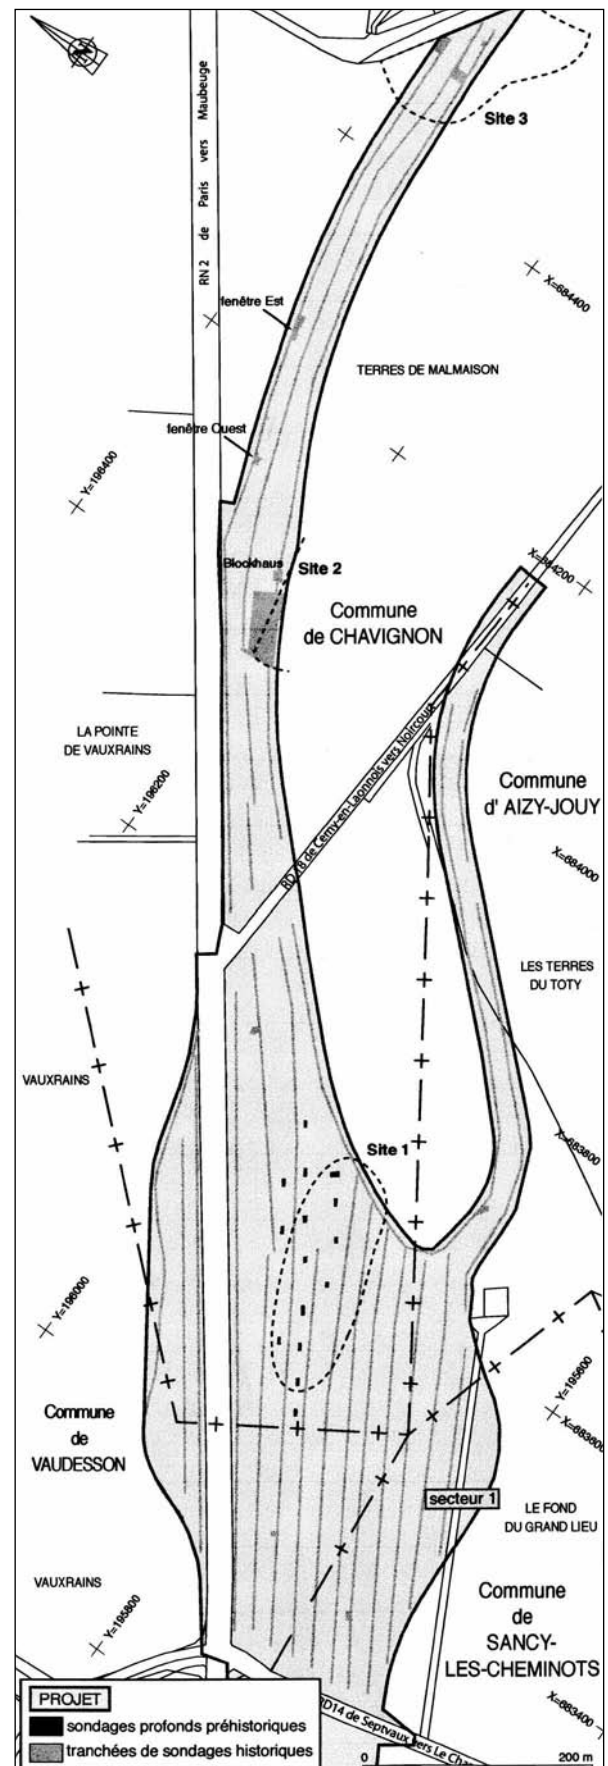 N
RN2 de Paris vers Maubeuge
Site 3
X=684400
fenêtre Est
TERRES DE MALMAISON
fenêtre Ouest
Y=196400
Blockhaus
Site 2
X=684200
Commune
de CHAVIGNON
RD 18 de Cerny-en-Laonnois vers Noircourt
LA POINTE
DE VAUXRAINS
Commune
d' AIZY-JOUY
Y=196200
X=684000
LES TERRES
DU TOTY
VAUXRAINS
X=683800
Site 1
Y=196000
Y=195600
X=683600
Commune
de
VAUDESSON
secteur 1
LE FOND
DU GRAND LIEU
VAUXRAINS
Commune
de
SANCY-
LES-CHEMINOTS
Y=195800
X=683400
PROJET
RD14 de Septvaux vers Le
sondages profonds préhistoriques
tranchées de sondages historiques
0 200 m